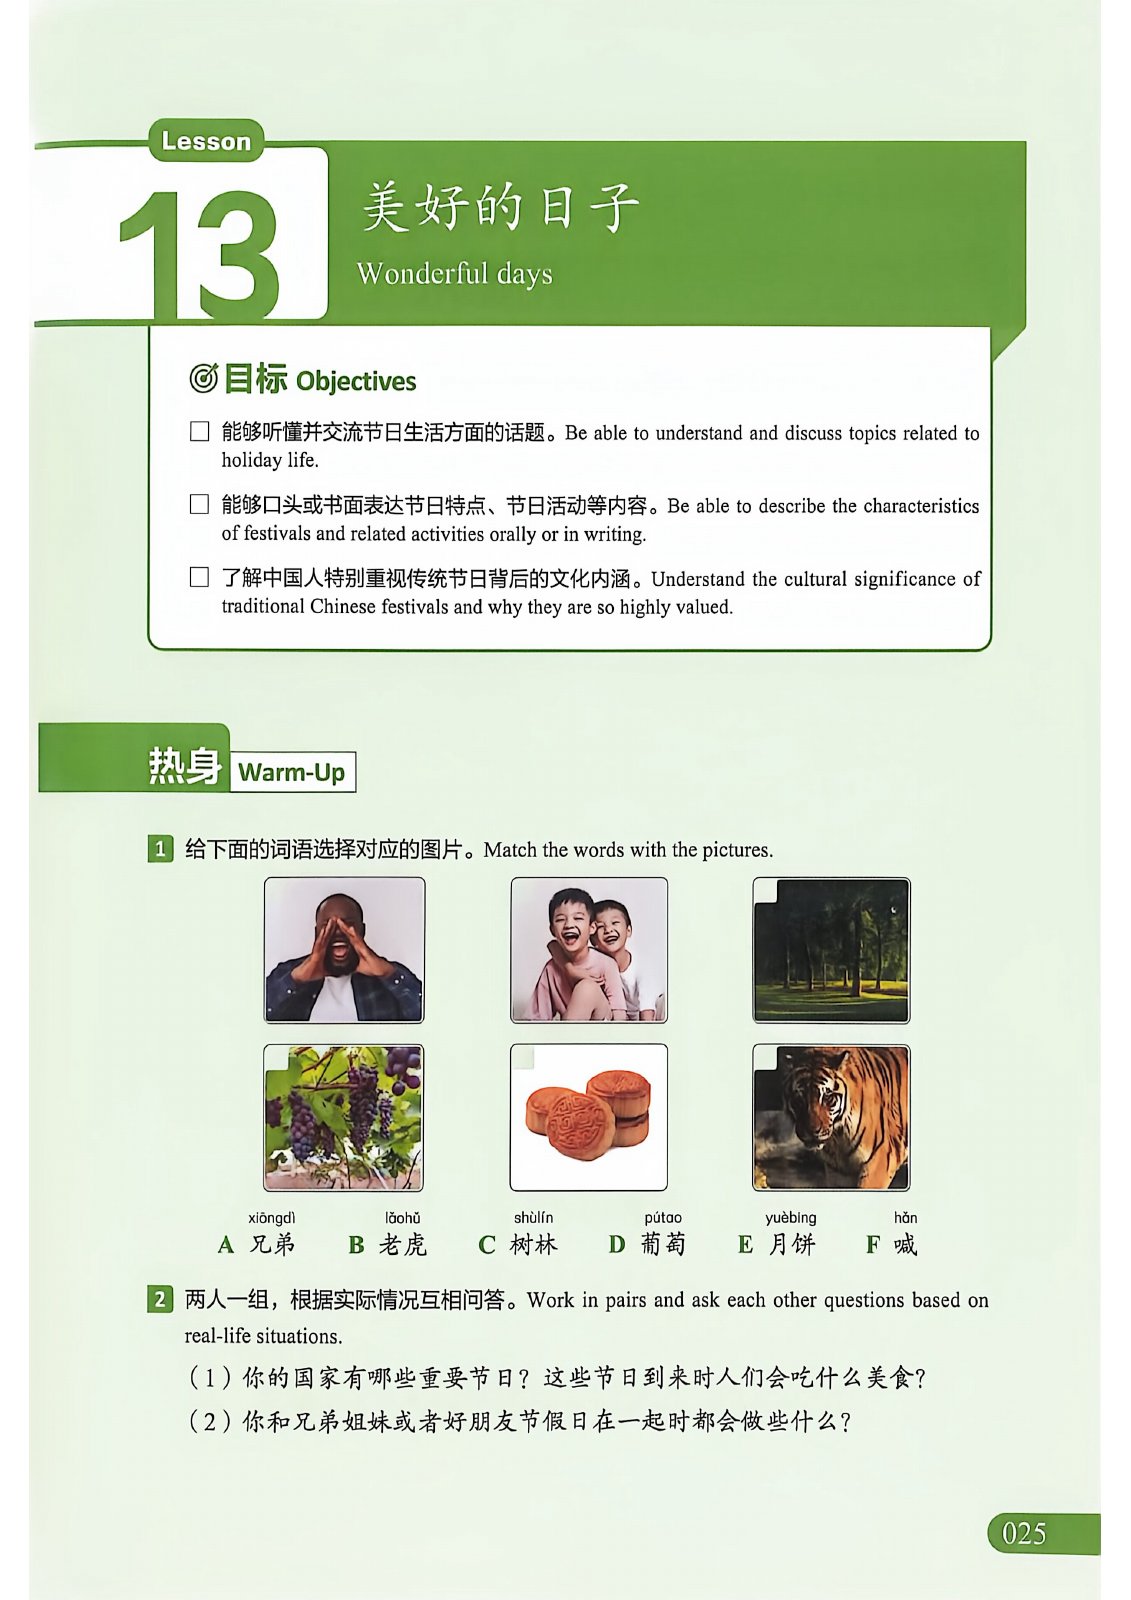 Lesson
13
美好的日子
Wonderful days
目标 Objectives
□ 能够听懂并交流节日生活方面的话题。Be able to understand and discuss topics related to
holiday life.
□ 能够口头或书面表达节日特点、节日活动等内容。Be able to describe the characteristics
of festivals and related activities orally or in writing.
□ 了解中国人特别重视传统节日背后的文化内涵。Understand the cultural significance of
traditional Chinese festivals and why they are so highly valued.
热身 Warm-Up
1 给下面的词语选择对应的图片。Match the words with the pictures.
xiōngdì lǎohǔ shùlín pútao yuèbing hǎn
A 兄弟 B 老虎 C 树林 D 葡萄 E 月饼 F 喊
2 两人一组，根据实际情况互相问答。Work in pairs and ask each other questions based on
real-life situations.
（1）你的国家有哪些重要节日？这些节日到来时人们会吃什么美食？
（2）你和兄弟姐妹或者好朋友节假日在一起时都会做些什么？
025